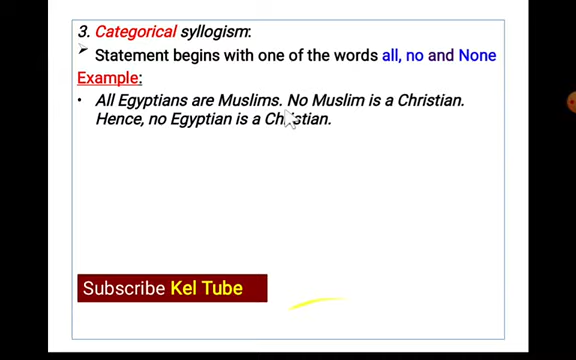 3. Categorical syllogism:
➢ Statement begins with one of the words all, no and None
Example:
• All Egyptians are Muslims. No Muslim is a Christian.
Hence, no Egyptian is a Christian.
Subscribe Kel Tube